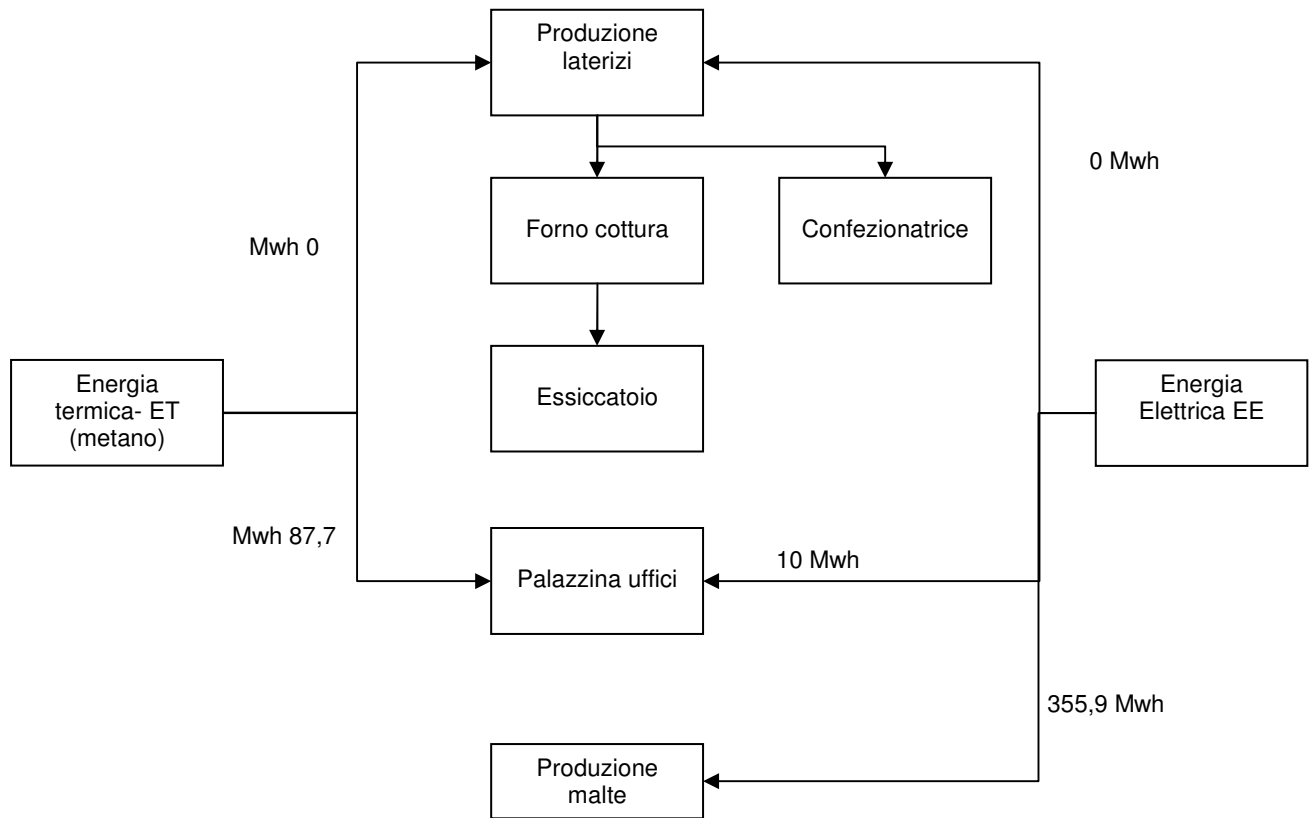 Produzione
laterizi
0 Mwh
Forno cottura
Confezionatrice
Mwh 0
Energia
termica- ET
(metano)
Essiccatoio
Energia
Elettrica EE
Mwh 87,7
Palazzina uffici
10 Mwh
355,9 Mwh
Produzione
malte